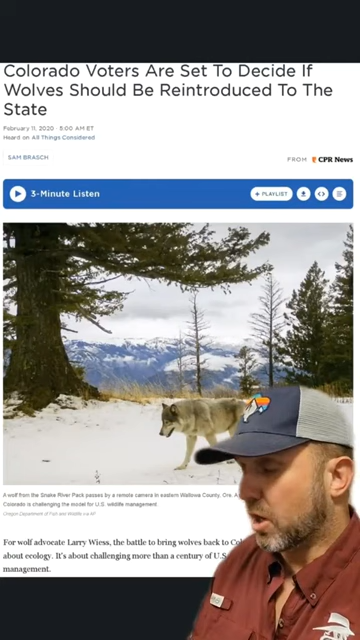 Colorado Voters Are Set To Decide If
Wolves Should Be Reintroduced To The
State
February 11, 2020 · 5:00 AM ET
Heard on All Things Considered
SAM BRASCH
FROM CPR News
3-Minute Listen
+ PLAYLIST
A wolf from the Snake River Pack passes by a remote camera in eastern Wallowa County, Ore. A
Colorado is challenging the model for U.S. wildlife management.
Oregon Department of Fish and Wildlife via AP
For wolf advocate Larry Wiess, the battle to bring wolves back to Col
about ecology. It's about challenging more than a century of U.S.
management.